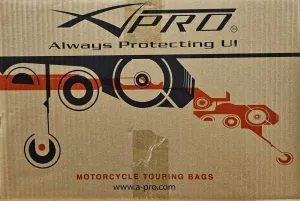 A-PRO
Always Protecting U!
MOTORCYCLE TOURING BAGS
www.a-pro.com